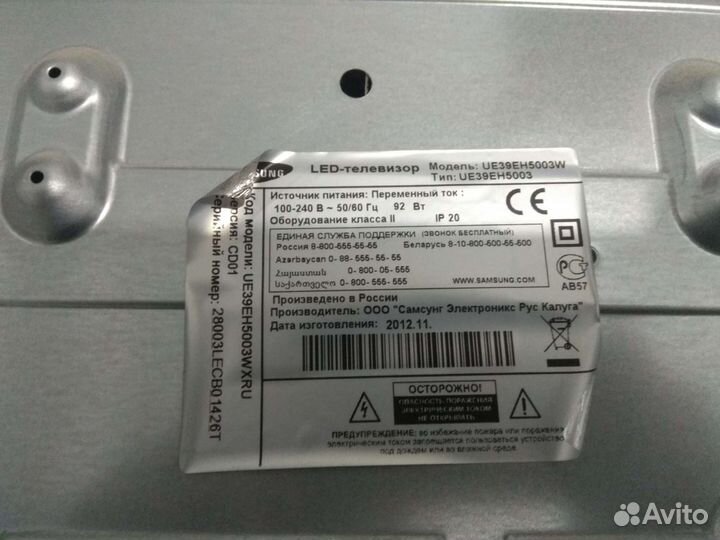 SUNG
LED-телевизор
Модель: UE39EH5003W
Тип: UE39EH5003
Источник питания: Переменный ток :
100-240 В ~ 50/60 Гц 92 Вт
Оборудование класса II IP 20
ЕДИНАЯ СЛУЖБА ПОДДЕРЖКИ (ЗВОНОК БЕСПЛАТНЫЙ)
Россия 8-800-555-55-55 Беларусь 8-10-800-500-55-500
Azərbaycan 0-88-555-55-55
Հայաստան 0-800-05-555
საქართველო 0-800-555-555
WWW.SAMSUNG.COM
CE
АВ57
Произведено в России
Производитель: ООО "Самсунг Электроникс Рус Калуга"
Дата изготовления: 2012.11.
ОСТОРОЖНО!
ОПАСНОСТЬ ПОРАЖЕНИЯ
ЭЛЕКТРИЧЕСКИМ ТОКОМ
НЕ ОТКРЫВАТЬ!
ПРЕДУПРЕЖДЕНИЕ: во избежание пожара или поражения
электрическим током запрещается пользоваться устройством
под дождем или во влажной среде.
Код модели: UE39EH5003WXRU
ерсия: CD01
ерийный номер: 28003LECB01426T
Avito